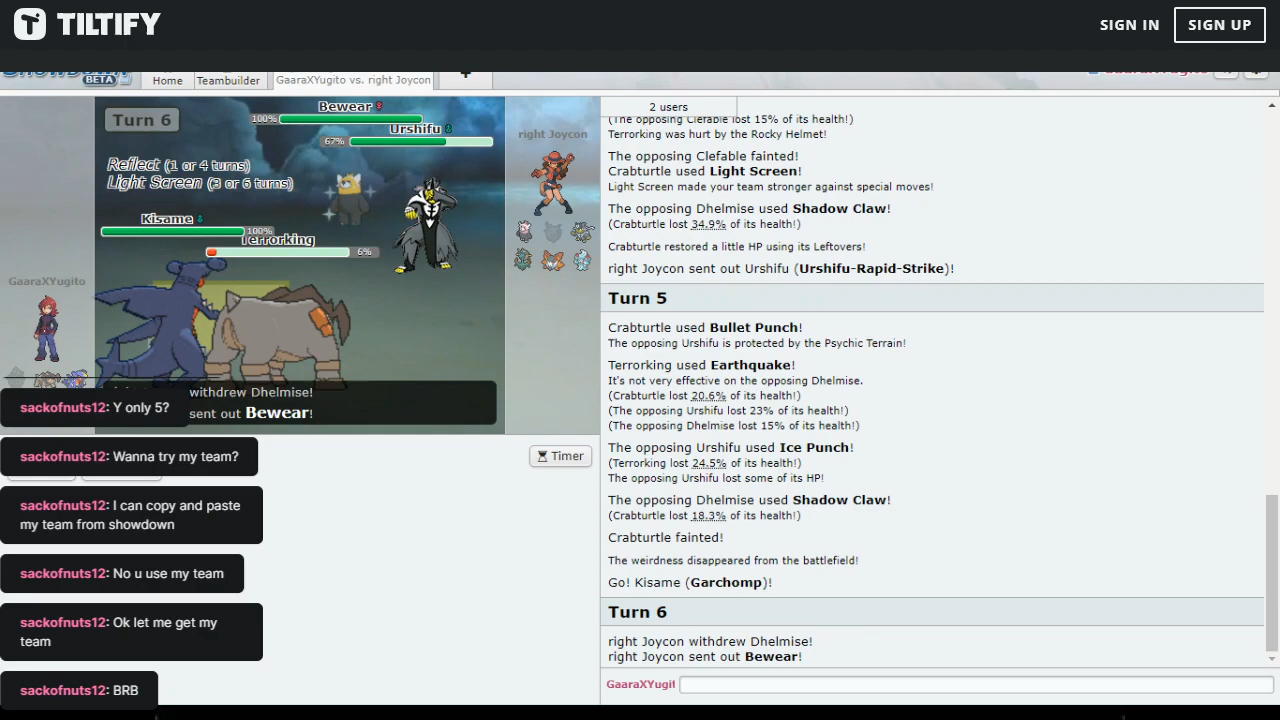 TILTIFY
SIGN IN
SIGN UP
BETA
Home
Teambuilder
GaaraXYugito vs. right Joycon
+
Turn 6
Bewear
100%
Urshifu
67%
Reflect (1 or 4 turns)
Light Screen (3 or 6 turns)
Kisame
100%
Terrorking
6%
right Joycon
GaaraXYugito
withdrew Dhelmise!
sent out Bewear!
Timer
sackofnuts12: Y only 5?
sackofnuts12: Wanna try my team?
sackofnuts12: I can copy and paste
my team from showdown
sackofnuts12: No u use my team
sackofnuts12: Ok let me get my
team
sackofnuts12: BRB
2 users
(The opposing Clefable lost 15% of its health!)
Terrorking was hurt by the Rocky Helmet!
The opposing Clefable fainted!
Crabturtle used Light Screen!
Light Screen made your team stronger against special moves!
The opposing Dhelmise used Shadow Claw!
(Crabturtle lost 34.9% of its health!)
Crabturtle restored a little HP using its Leftovers!
right Joycon sent out Urshifu (Urshifu-Rapid-Strike)!
Turn 5
Crabturtle used Bullet Punch!
The opposing Urshifu is protected by the Psychic Terrain!
Terrorking used Earthquake!
It's not very effective on the opposing Dhelmise.
(Crabturtle lost 20.6% of its health!)
(The opposing Urshifu lost 23% of its health!)
(The opposing Dhelmise lost 15% of its health!)
The opposing Urshifu used Ice Punch!
(Terrorking lost 24.5% of its health!)
The opposing Urshifu lost some of its HP!
The opposing Dhelmise used Shadow Claw!
(Crabturtle lost 18.3% of its health!)
Crabturtle fainted!
The weirdness disappeared from the battlefield!
Go! Kisame (Garchomp)!
Turn 6
right Joycon withdrew Dhelmise!
right Joycon sent out Bewear!
GaaraXYugit